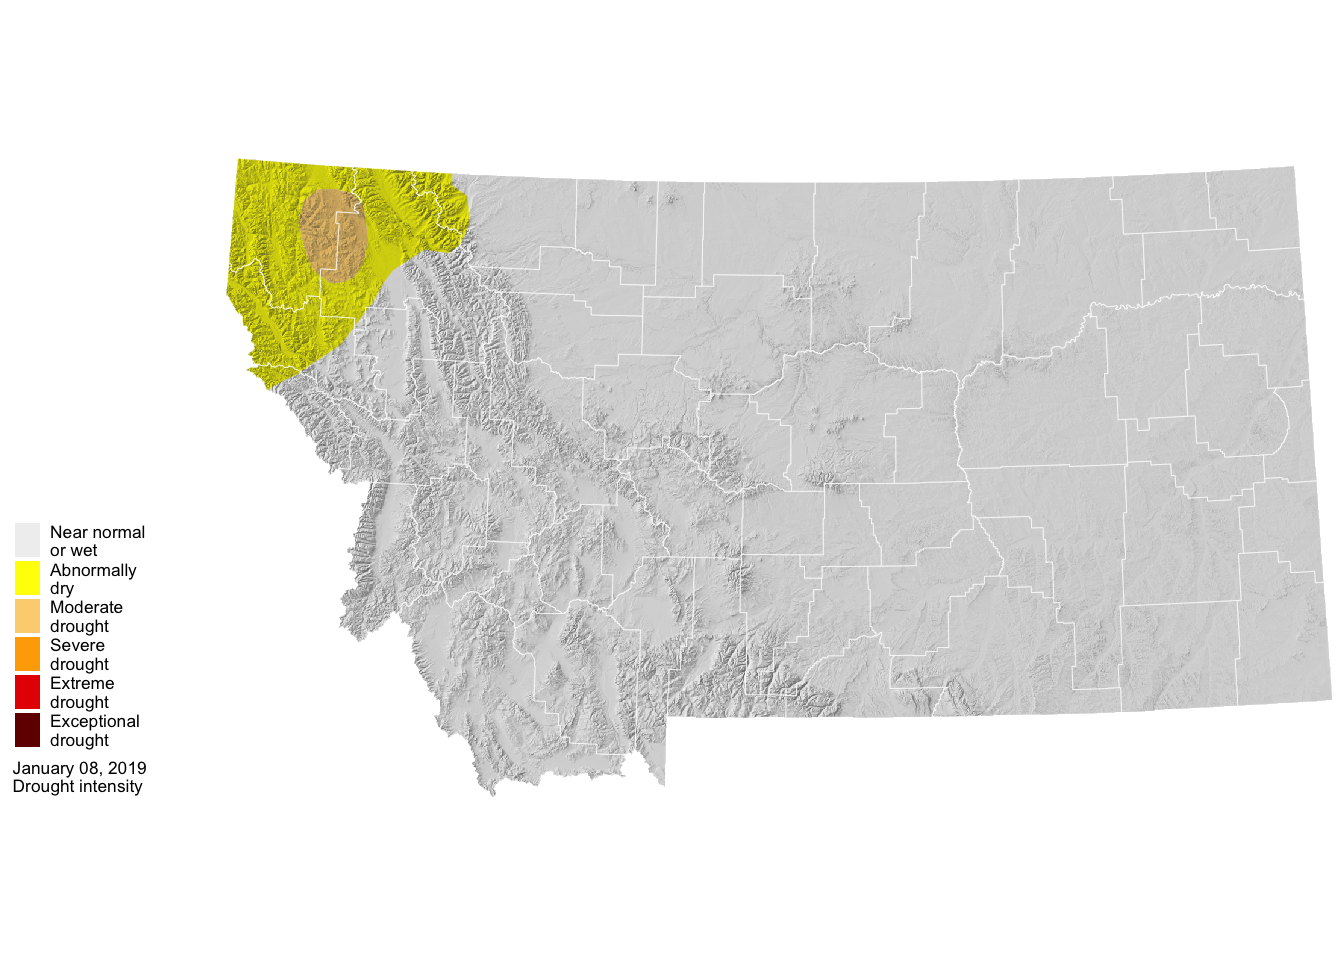 Near normal
or wet
Abnormally
dry
Moderate
drought
Severe
drought
Extreme
drought
Exceptional
drought
January 08, 2019
Drought intensity